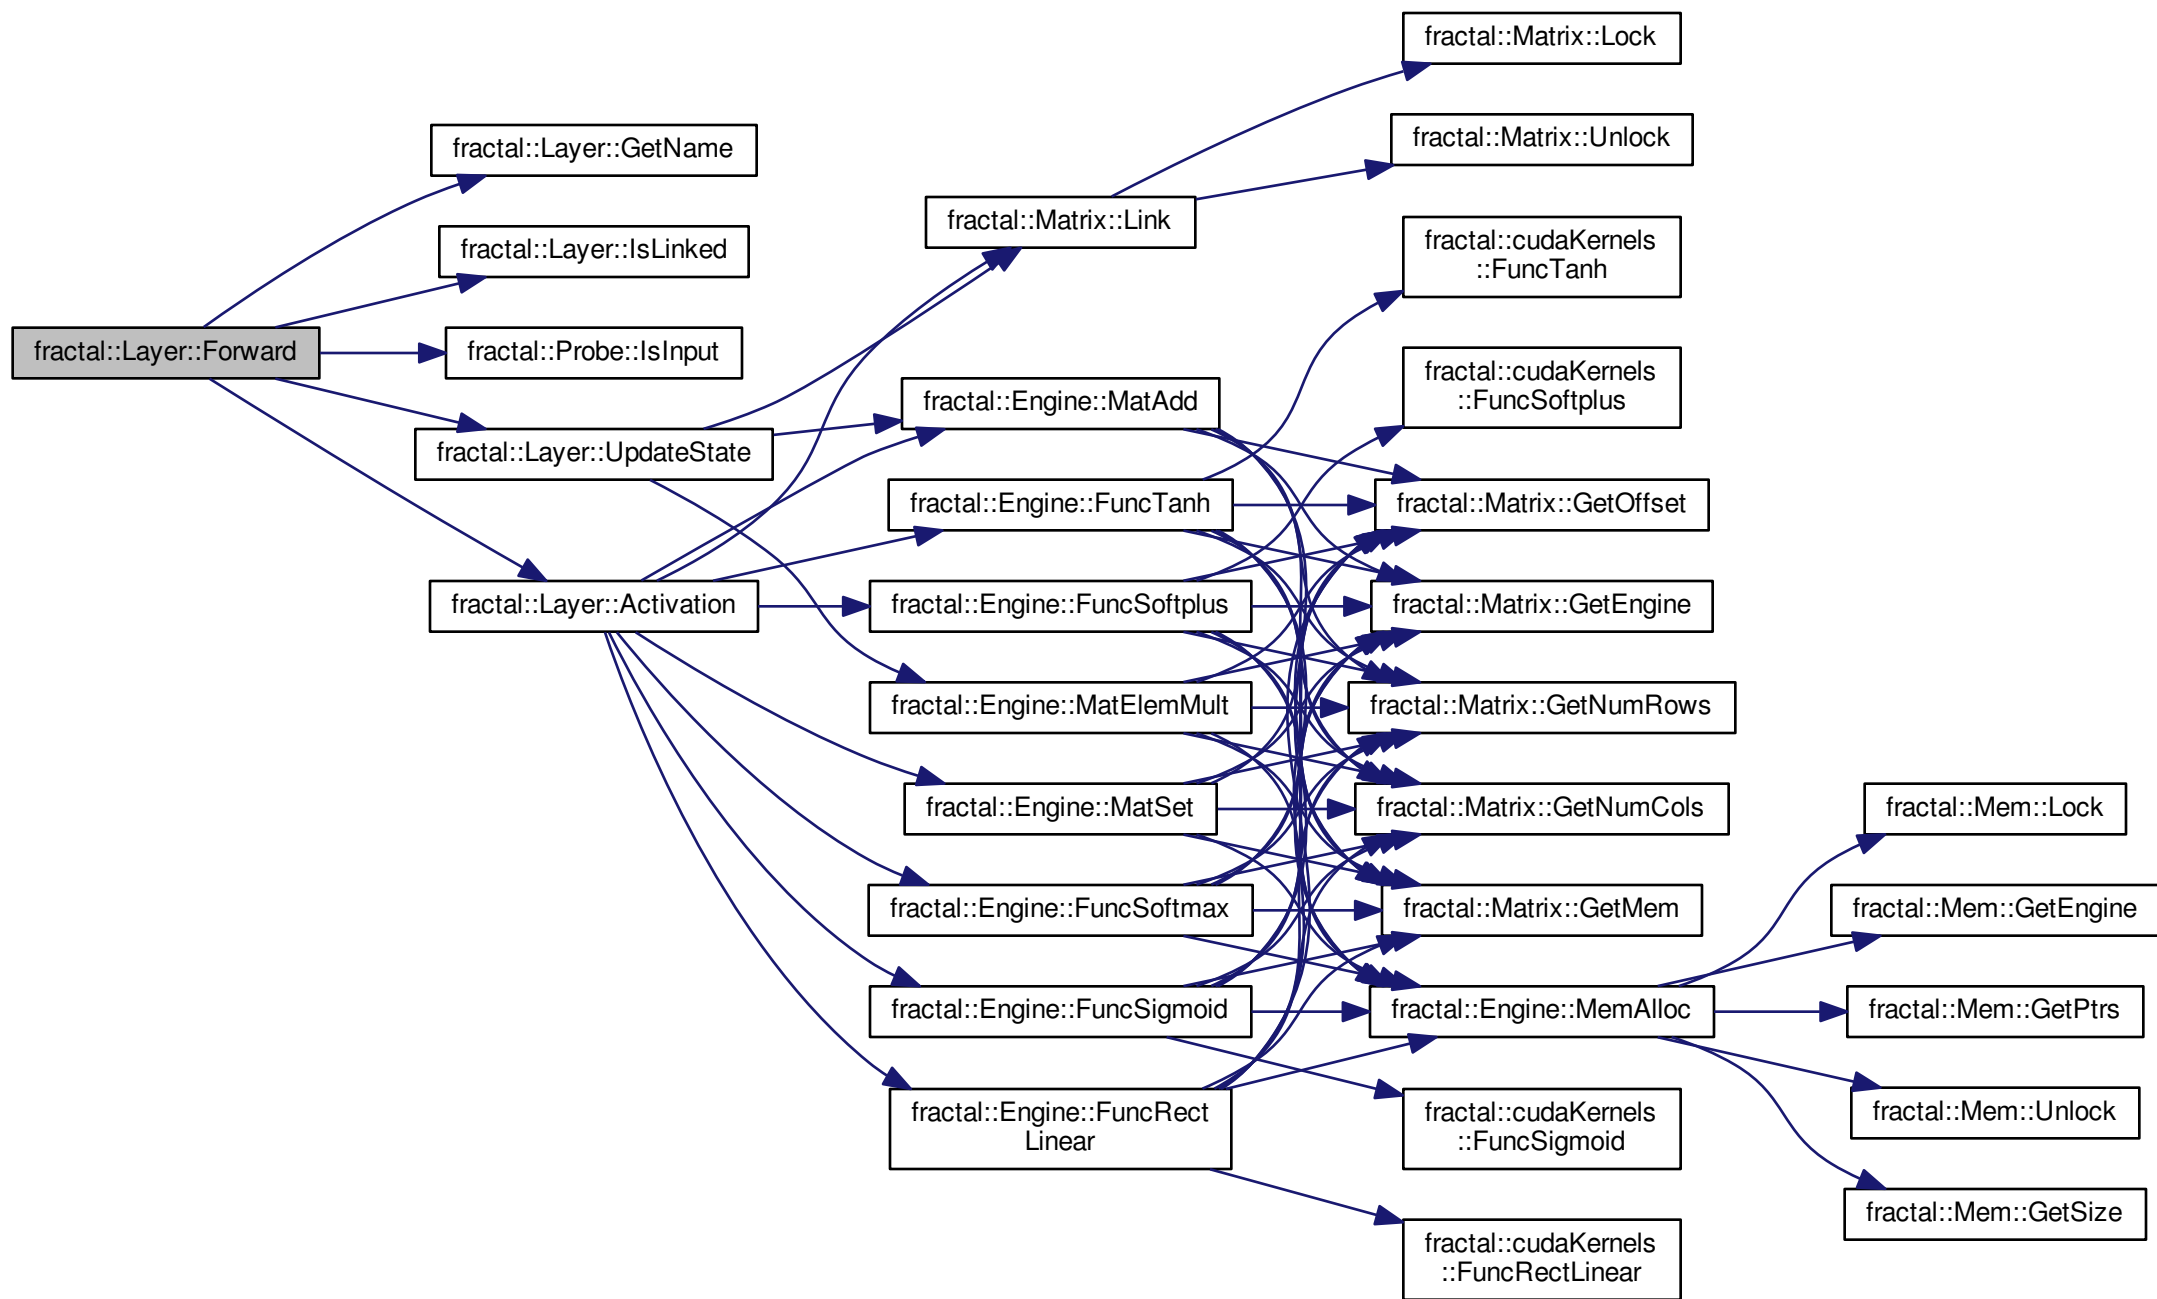 fractal::Layer::Forward
fractal::Layer::GetName
fractal::Layer::IsLinked
fractal::Probe::IsInput
fractal::Layer::UpdateState
fractal::Layer::Activation
fractal::Matrix::Link
fractal::Engine::MatAdd
fractal::Engine::FuncTanh
fractal::Engine::FuncSoftplus
fractal::Engine::MatElemMult
fractal::Engine::MatSet
fractal::Engine::FuncSoftmax
fractal::Engine::FuncSigmoid
fractal::Engine::FuncRect
Linear
fractal::Matrix::Lock
fractal::Matrix::Unlock
fractal::cudaKernels
::FuncTanh
fractal::cudaKernels
::FuncSoftplus
fractal::Matrix::GetOffset
fractal::Matrix::GetEngine
fractal::Matrix::GetNumRows
fractal::Matrix::GetNumCols
fractal::Matrix::GetMem
fractal::Engine::MemAlloc
fractal::cudaKernels
::FuncSigmoid
fractal::cudaKernels
::FuncRectLinear
fractal::Mem::Lock
fractal::Mem::GetEngine
fractal::Mem::GetPtrs
fractal::Mem::Unlock
fractal::Mem::GetSize